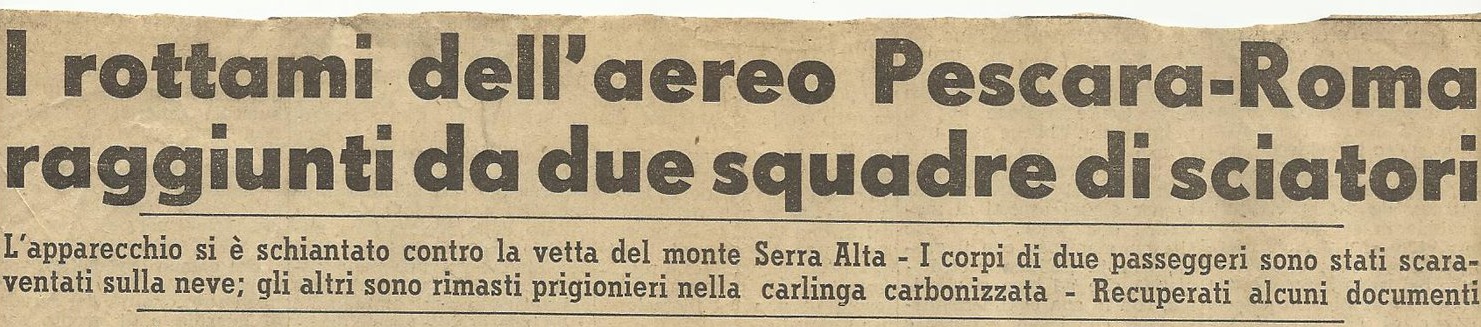 I rottami dell'aereo Pescara-Roma
raggiunti da due squadre di sciatori
L'apparecchio si è schiantato contro la vetta del monte Serra Alta - I corpi di due passeggeri sono stati scara-
ventati sulla neve; gli altri sono rimasti prigionieri nella carlinga carbonizzata - Recuperati alcuni documenti